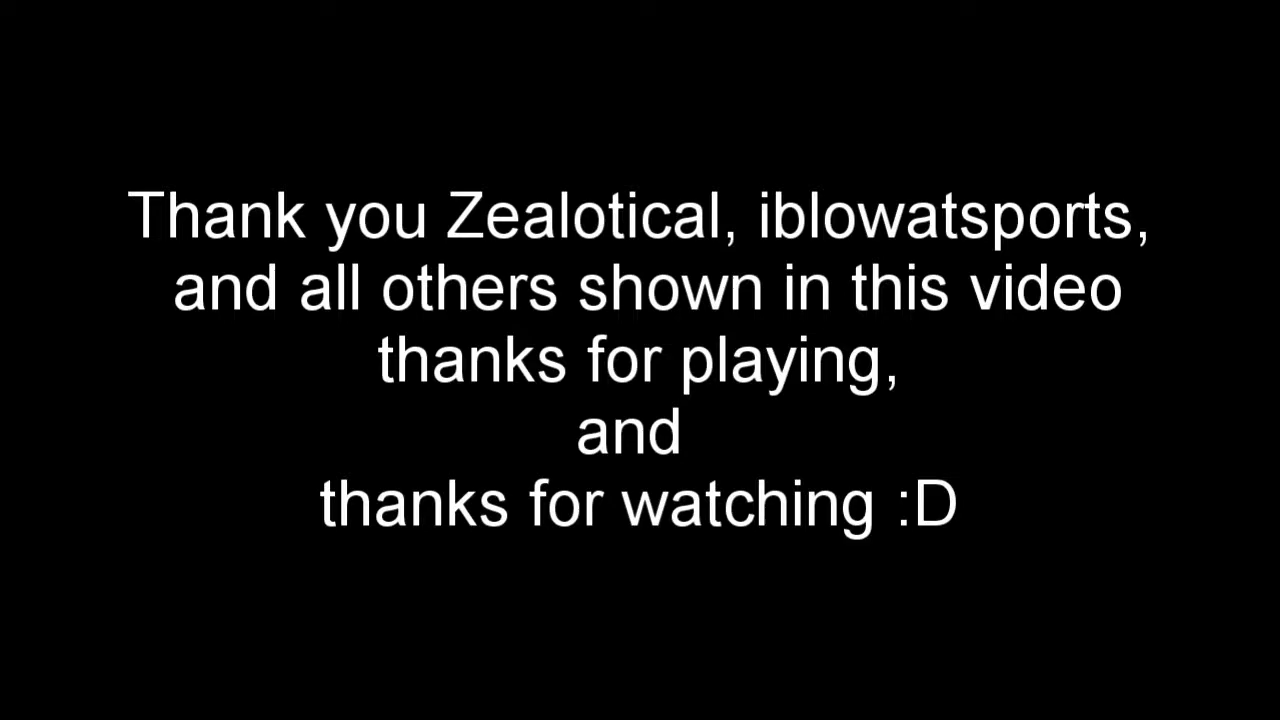 Thank you Zealotical, iblowatsports,
and all others shown in this video
thanks for playing,
and
thanks for watching :D